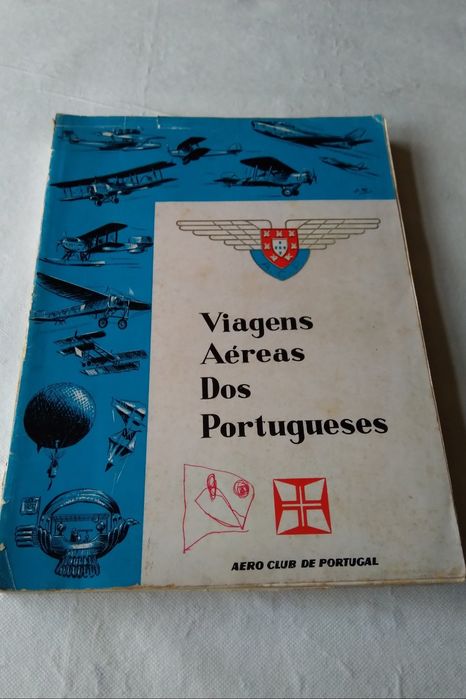 Viagens
Aéreas
Dos
Portugueses
AERO CLUB DE PORTUGAL